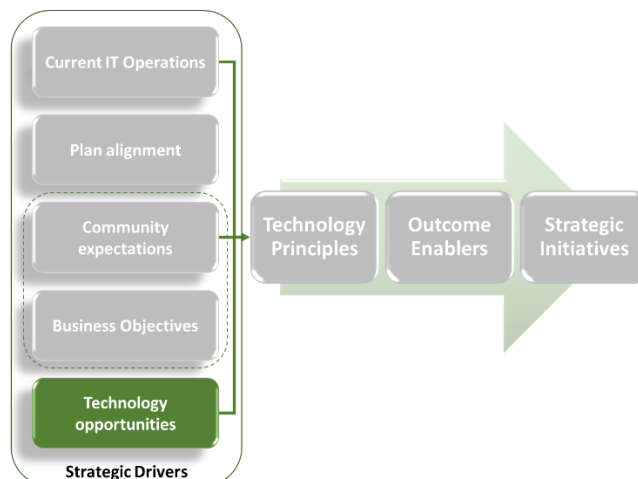 Current IT Operations
Plan alignment
Community
expectations
Business Objectives
Technology
opportunities
Strategic Drivers
Technology
Principles
Outcome
Enablers
Strategic
Initiatives